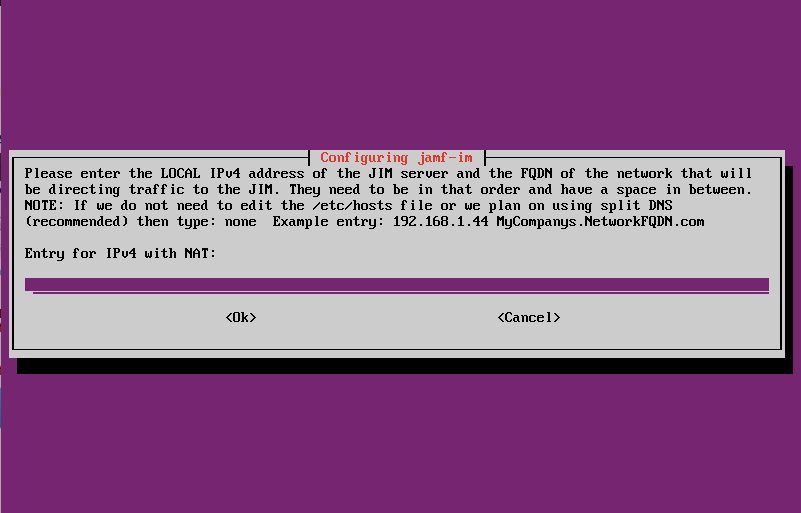 Configuring jamf-im
Please enter the LOCAL IPv4 address of the JIM server and the FQDN of the network that will
be directing traffic to the JIM. They need to be in that order and have a space in between.
NOTE: If we do not need to edit the /etc/hosts file or we plan on using split DNS
(recommended) then type: none  Example entry: 192.168.1.44 MyCompanys.NetworkFQDN.com
Entry for IPv4 with NAT:
<Ok> <Cancel>